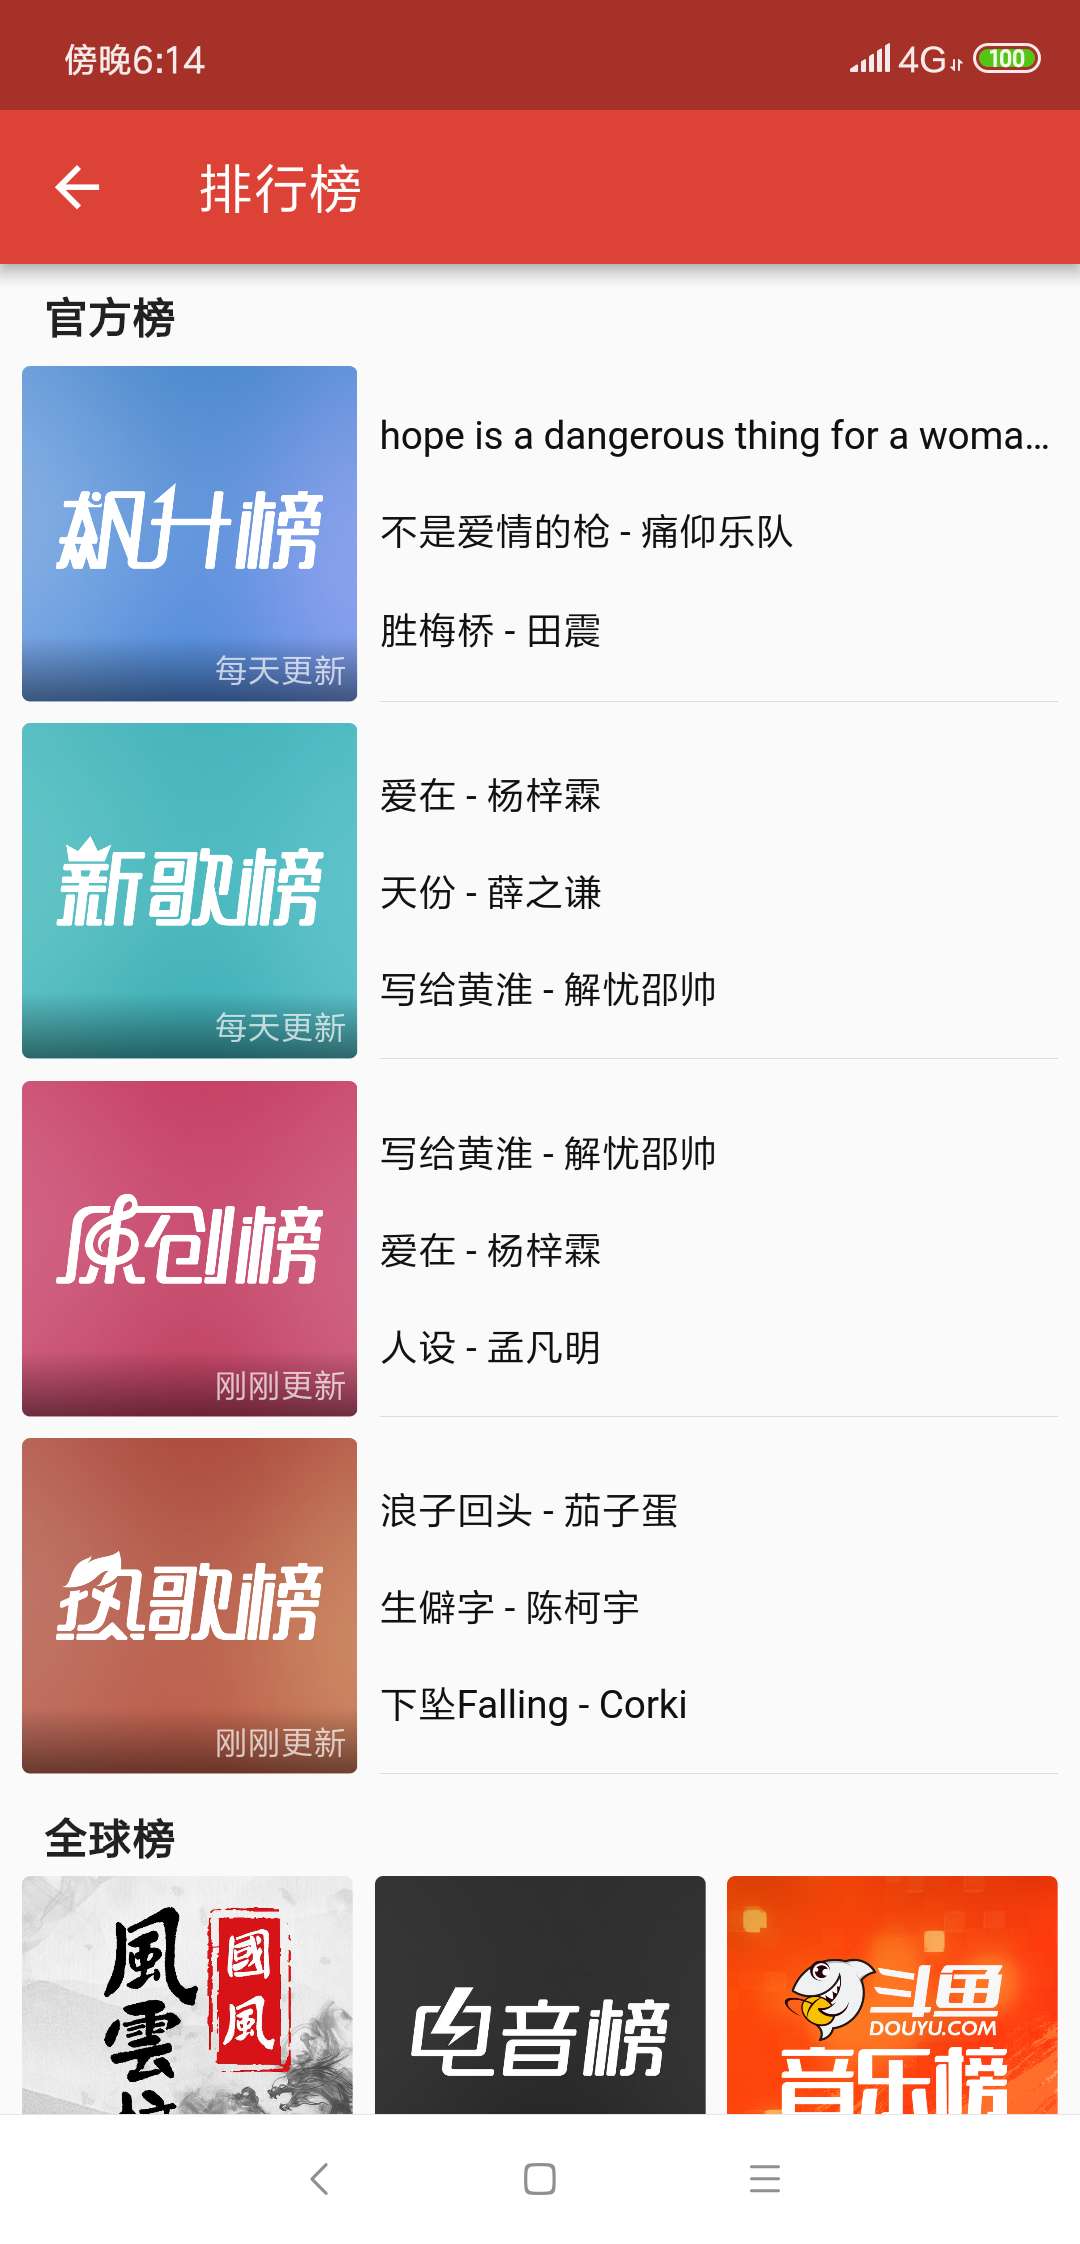 傍晚6:14
4G 100
排行榜
官方榜
飙升榜
每天更新
hope is a dangerous thing for a woma...
不是爱情的枪 - 痛仰乐队
胜梅桥 - 田震
新歌榜
每天更新
爱在 - 杨梓霖
天份 - 薛之谦
写给黄淮 - 解忧邵帅
原创榜
刚刚更新
写给黄淮 - 解忧邵帅
爱在 - 杨梓霖
人设 - 孟凡明
热歌榜
刚刚更新
浪子回头 - 茄子蛋
生僻字 - 陈柯宇
下坠Falling - Corki
全球榜
國风
風雲
电音榜
斗鱼
DOUYU.COM
音乐榜